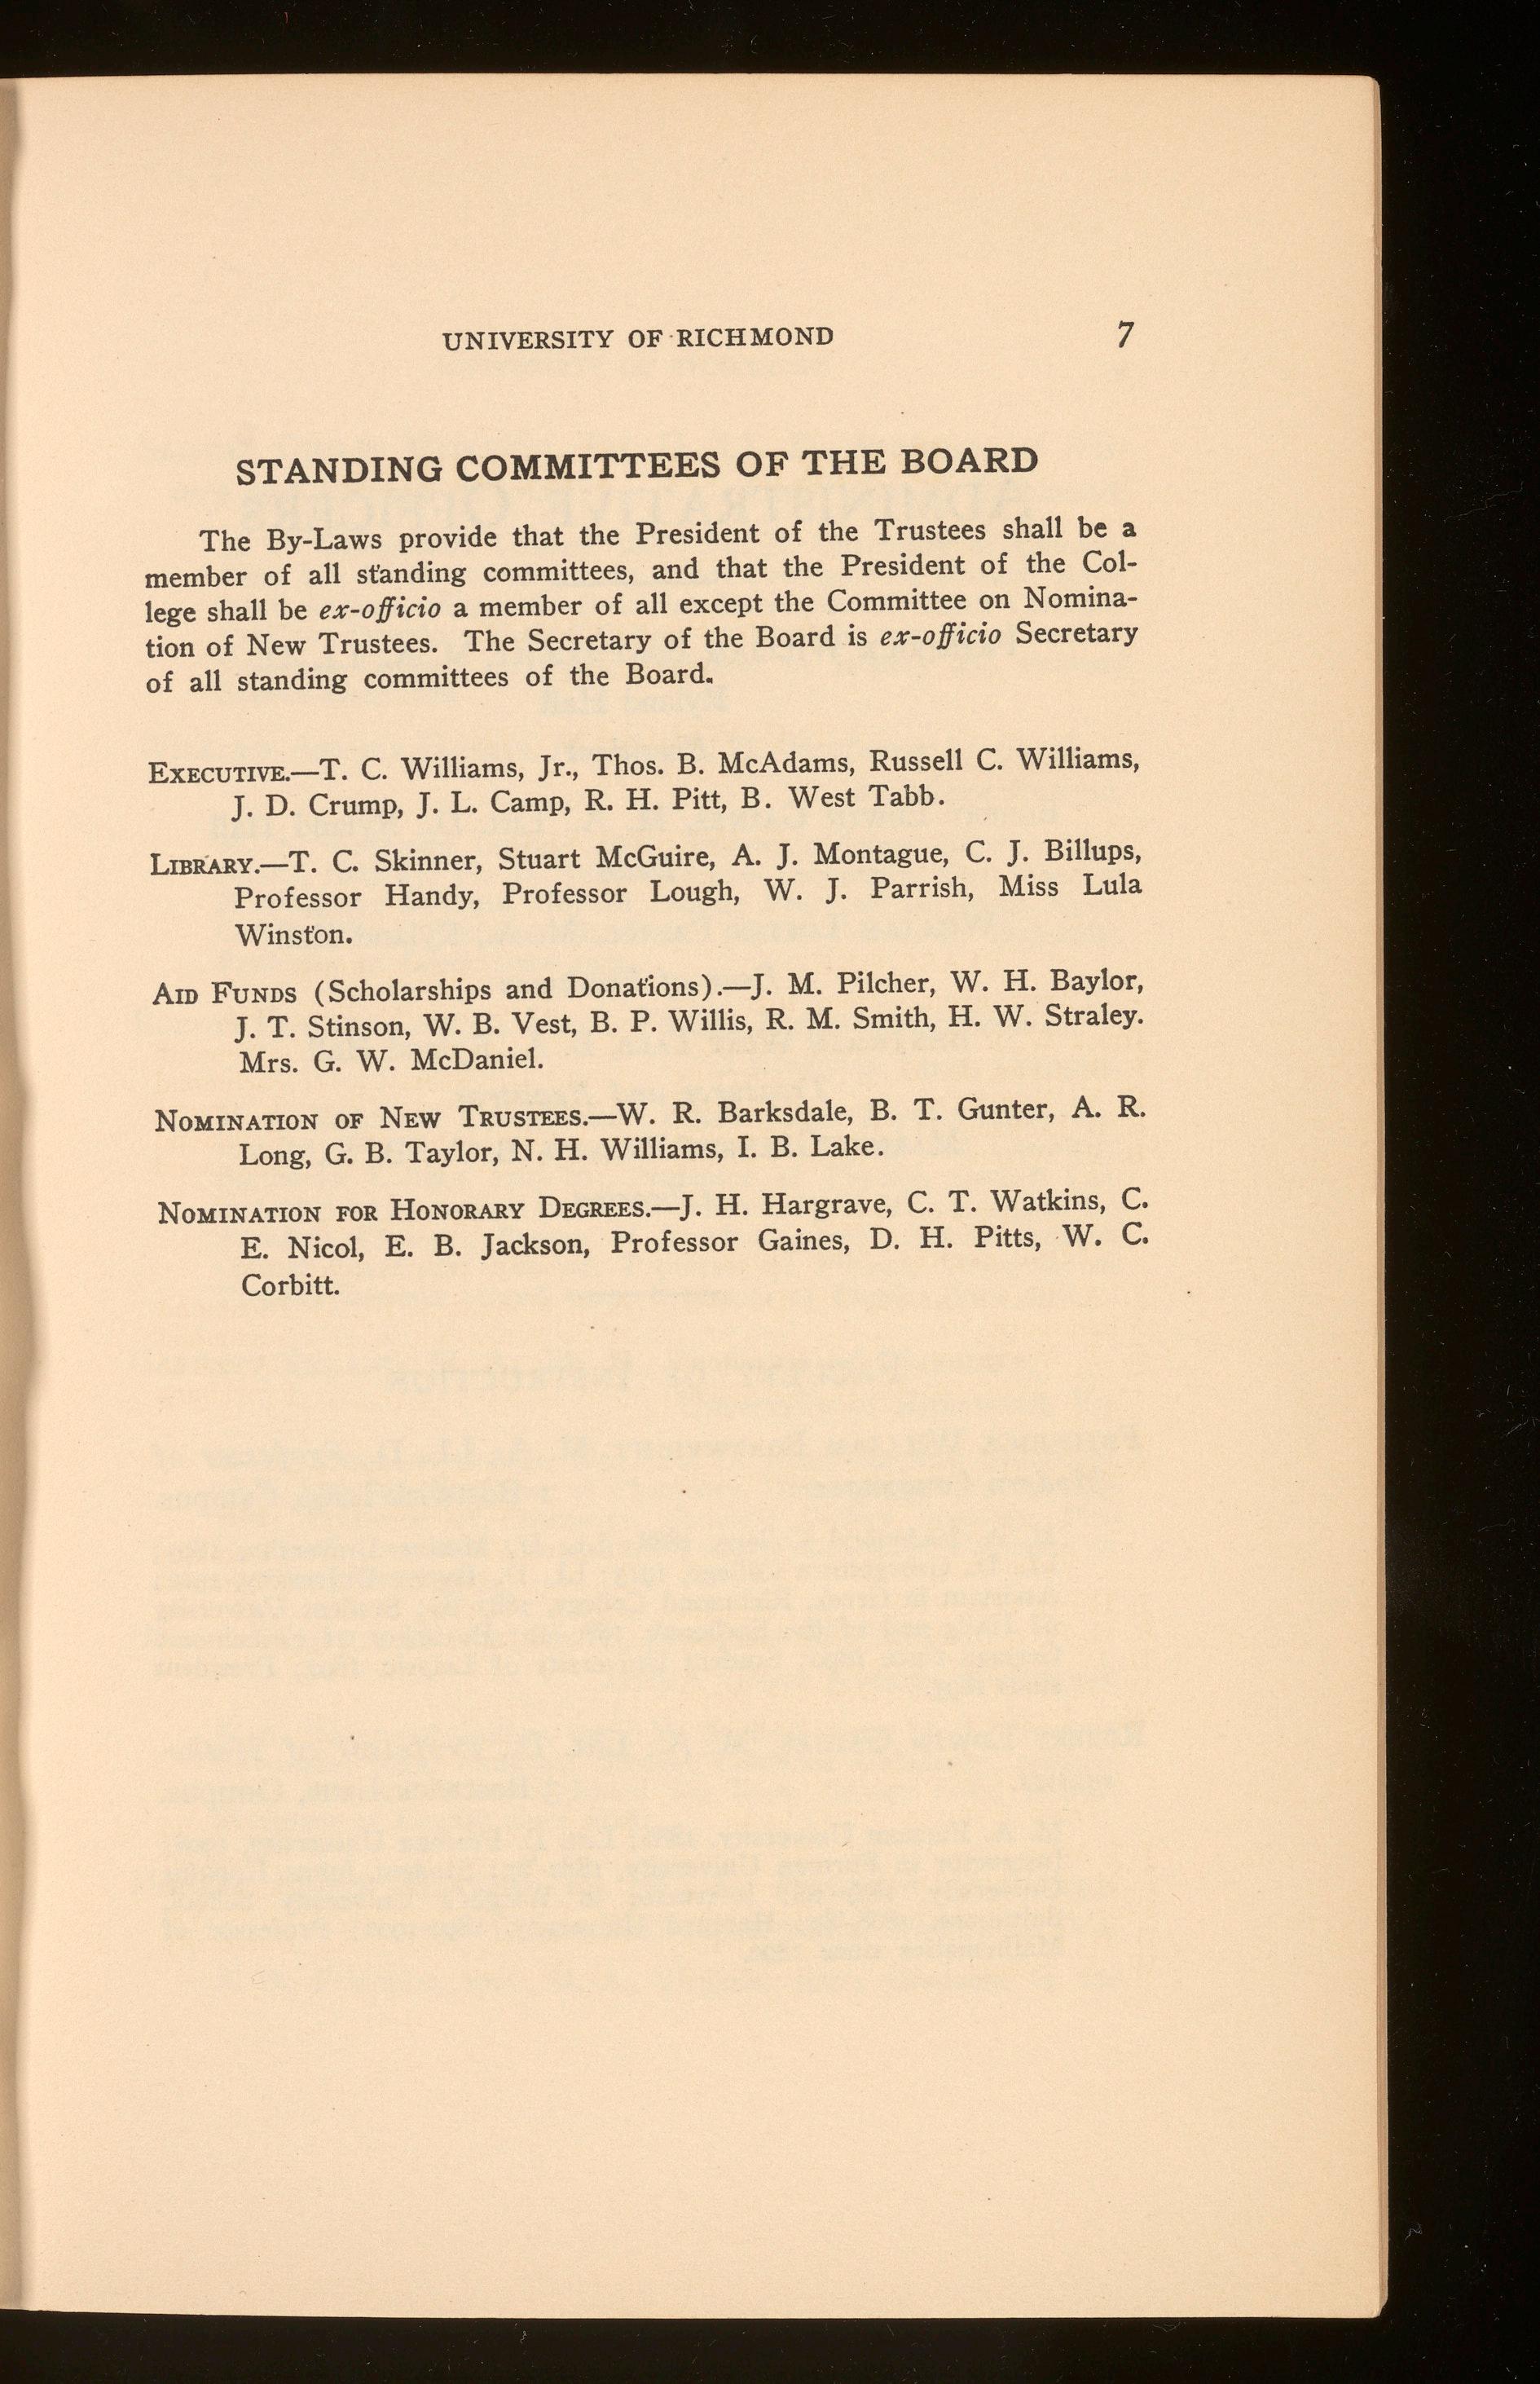 UNIVERSITY OF RICHMOND 7
STANDING COMMITTEES OF THE BOARD
The By-Laws provide that the President of the Trustees shall be a
member of all standing committees, and that the President of the Col-
lege shall be ex-officio a member of all except the Committee on Nomina-
tion of New Trustees. The Secretary of the Board is ex-officio Secretary
of all standing committees of the Board.
EXECUTIVE.—T. C. Williams, Jr., Thos. B. McAdams, Russell C. Williams,
J. D. Crump, J. L. Camp, R. H. Pitt, B. West Tabb.
LIBRARY.—T. C. Skinner, Stuart McGuire, A. J. Montague, C. J. Billups,
Professor Handy, Professor Lough, W. J. Parrish, Miss Lula
Winston.
AID FUNDS (Scholarships and Donations).—J. M. Pilcher, W. H. Baylor,
J. T. Stinson, W. B. Vest, B. P. Willis, R. M. Smith, H. W. Straley.
Mrs. G. W. McDaniel.
NOMINATION OF NEW TRUSTEES.—W. R. Barksdale, B. T. Gunter, A. R.
Long, G. B. Taylor, N. H. Williams, I. B. Lake.
NOMINATION FOR HONORARY DEGREES.—J. H. Hargrave, C. T. Watkins, C.
E. Nicol, E. B. Jackson, Professor Gaines, D. H. Pitts, W. C.
Corbitt.